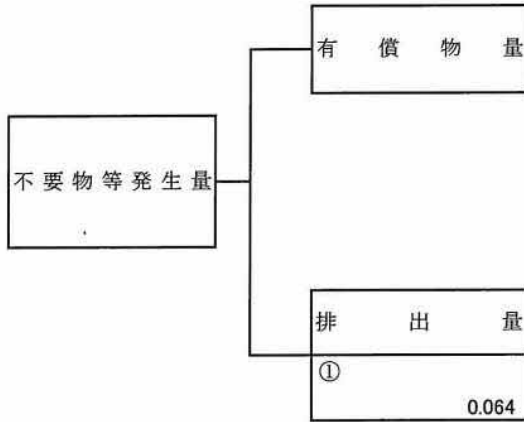 有償物量
不要物等発生量
排出量
①
0.064